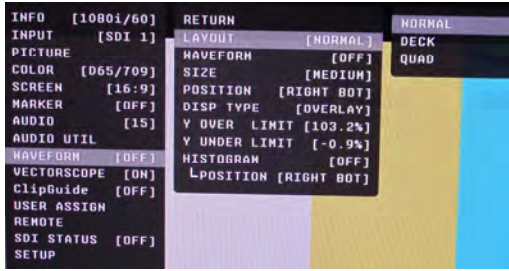 INFO [1080i/60]
INPUT [SDI 1]
PICTURE
COLOR [D65/709]
SCREEN [16:9]
MARKER [OFF]
AUDIO [15]
AUDIO UTIL
WAVEFORM [OFF]
VECTORSCOPE [ON]
ClipGuide [OFF]
USER ASSIGN
REMOTE
SDI STATUS [OFF]
SETUP
RETURN
LAYOUT [NORMAL]
WAVEFORM [OFF]
SIZE [MEDIUM]
POSITION [RIGHT BOT]
DISP TYPE [OVERLAY]
Y OVER LIMIT [103.2%]
Y UNDER LIMIT [-0.9%]
HISTOGRAM [OFF]
└POSITION [RIGHT BOT]
NORMAL
DECK
QUAD